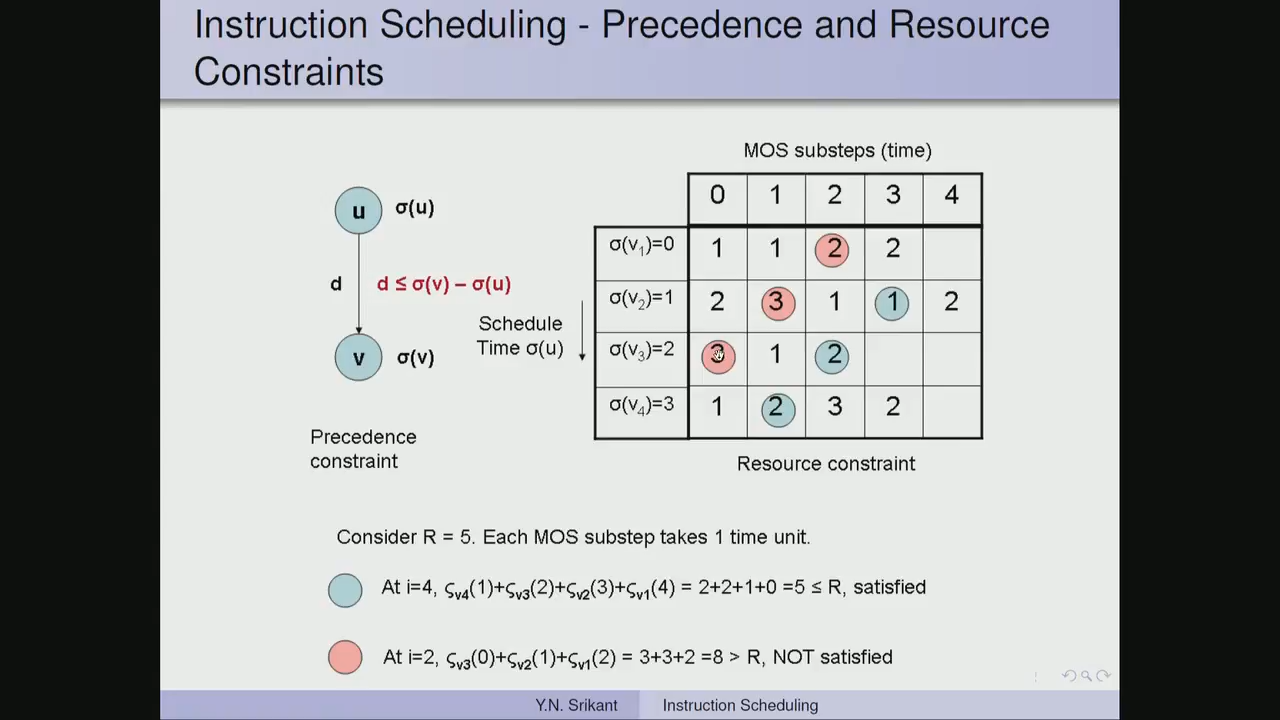 Instruction Scheduling - Precedence and Resource
Constraints
MOS substeps (time)
0 1 2 3 4
u σ(u)
d d ≤ σ(v) – σ(u)
v σ(v)
Schedule
Time σ(u)
σ(v₁)=0 1 1 2 2
σ(v₂)=1 2 3 1 1 2
σ(v₃)=2 3 1 2
σ(v₄)=3 1 2 3 2
Precedence
constraint
Resource constraint
Consider R = 5. Each MOS substep takes 1 time unit.
At i=4, ςv4(1)+ςv3(2)+ςv2(3)+ςv1(4) = 2+2+1+0 =5 ≤ R, satisfied
At i=2, ςv3(0)+ςv2(1)+ςv1(2) = 3+3+2 =8 > R, NOT satisfied
Y.N. Srikant Instruction Scheduling